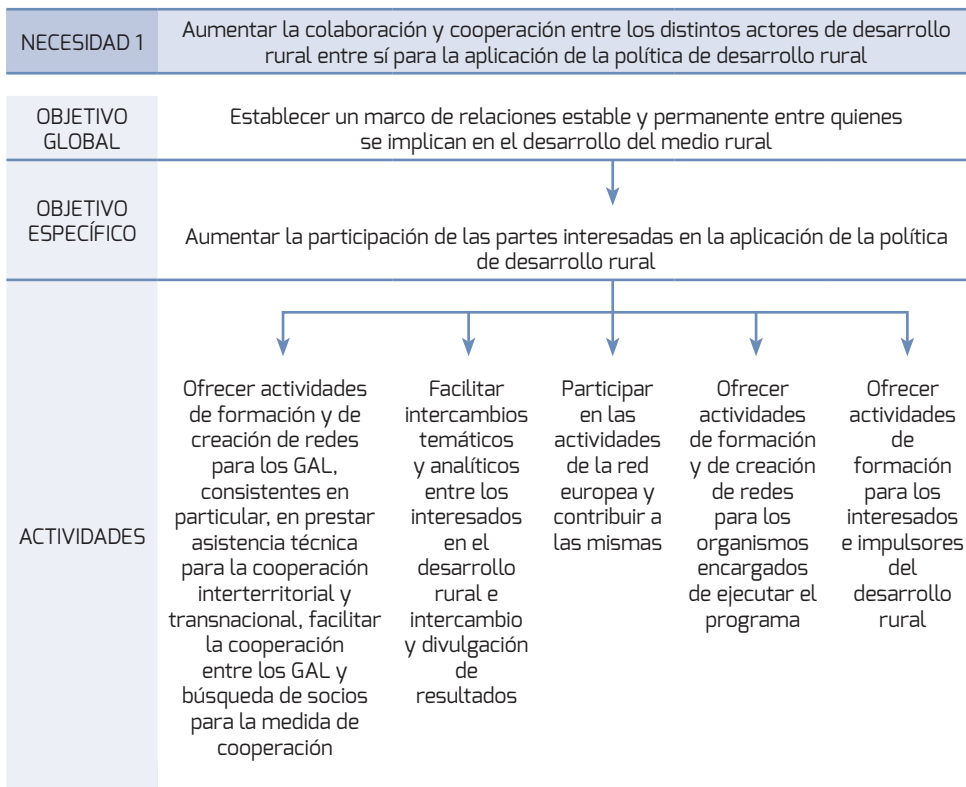 NECESIDAD 1
Aumentar la colaboración y cooperación entre los distintos actores de desarrollo
rural entre sí para la aplicación de la política de desarrollo rural
OBJETIVO
GLOBAL
Establecer un marco de relaciones estable y permanente entre quienes
se implican en el desarrollo del medio rural
OBJETIVO
ESPECÍFICO
Aumentar la participación de las partes interesadas en la aplicación de la política
de desarrollo rural
ACTIVIDADES
Ofrecer actividades
de formación y de
creación de redes
para los GAL,
consistentes en
particular, en prestar
asistencia técnica
para la cooperación
interterritorial y
transnacional, facilitar
la cooperación
entre los GAL y
búsqueda de socios
para la medida de
cooperación
Facilitar
intercambios
temáticos
y analíticos
entre los
interesados
en el
desarrollo
rural e
intercambio
y divulgación
de
resultados
Participar
en las
actividades
de la red
europea y
contribuir a
las mismas
Ofrecer
actividades
de formación
y de creación
de redes
para los
organismos
encargados
de ejecutar el
programa
Ofrecer
actividades
de
formación
para los
interesados
e impulsores
del
desarrollo
rural